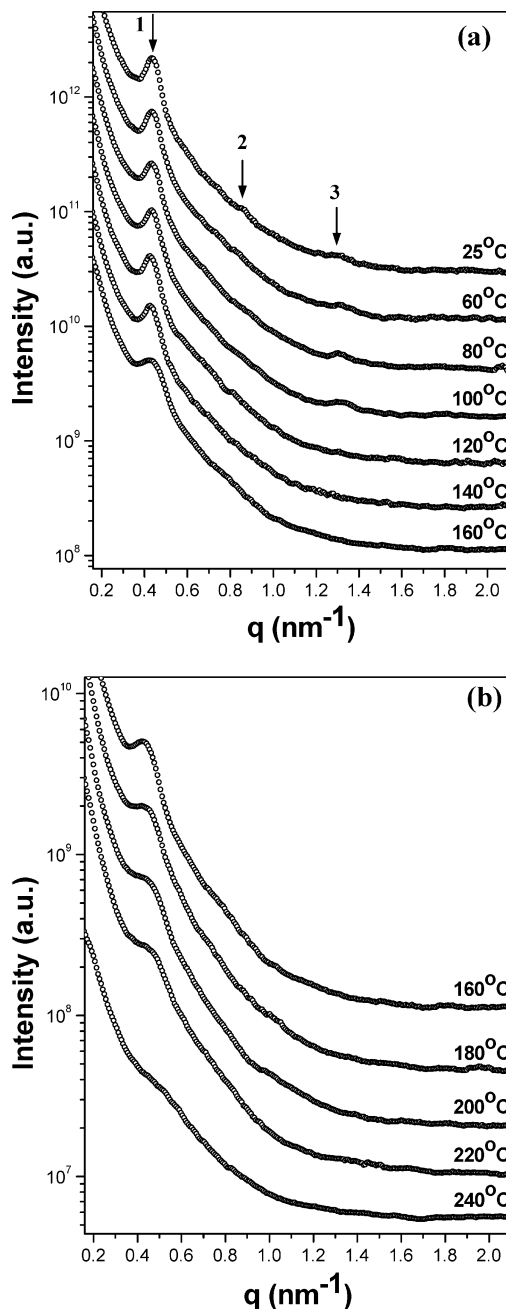 (a)
1
2
3
10^12
10^11
10^10
10^9
10^8
Intensity (a.u.)
25°C
60°C
80°C
100°C
120°C
140°C
160°C
0.2 0.4 0.6 0.8 1.0 1.2 1.4 1.6 1.8 2.0
q (nm^-1)
(b)
10^10
10^9
10^8
10^7
Intensity (a.u.)
160°C
180°C
200°C
220°C
240°C
0.2 0.4 0.6 0.8 1.0 1.2 1.4 1.6 1.8 2.0
q (nm^-1)